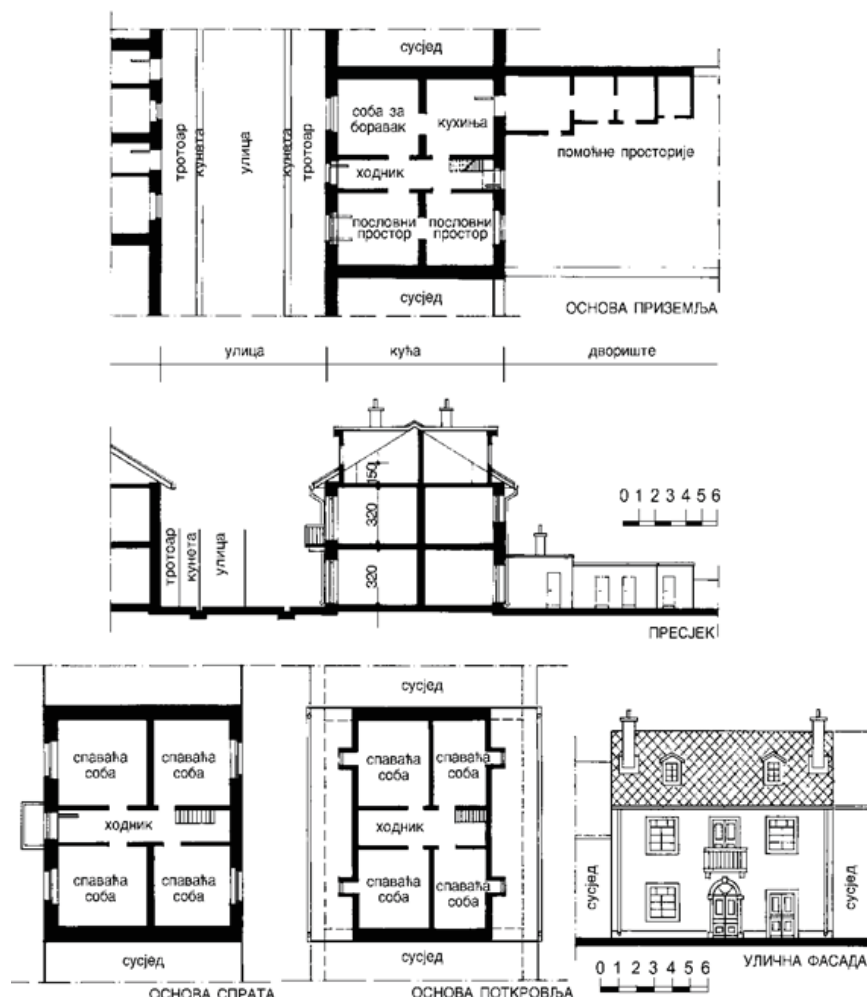 сусјед
соба за
боравак
кухиња
ходник
помоћне просторије
пословни
простор
пословни
простор
тротоар
кунета
улица
кунета
тротоар
сусјед
ОСНОВА ПРИЗЕМЉА
улица
кућа
двориште
150
320
320
0 1 2 3 4 5 6
тротоар
кунета
улица
ПРЕСЈЕК
спаваћа
соба
спаваћа
соба
ходник
спаваћа
соба
спаваћа
соба
сусјед
ОСНОВА СПРАТА
сусјед
спаваћа
соба
спаваћа
соба
ходник
спаваћа
соба
спаваћа
соба
сусјед
ОСНОВА ПОТКРОВЉА
сусјед
сусјед
УЛИЧНА ФАСАДА
0 1 2 3 4 5 6